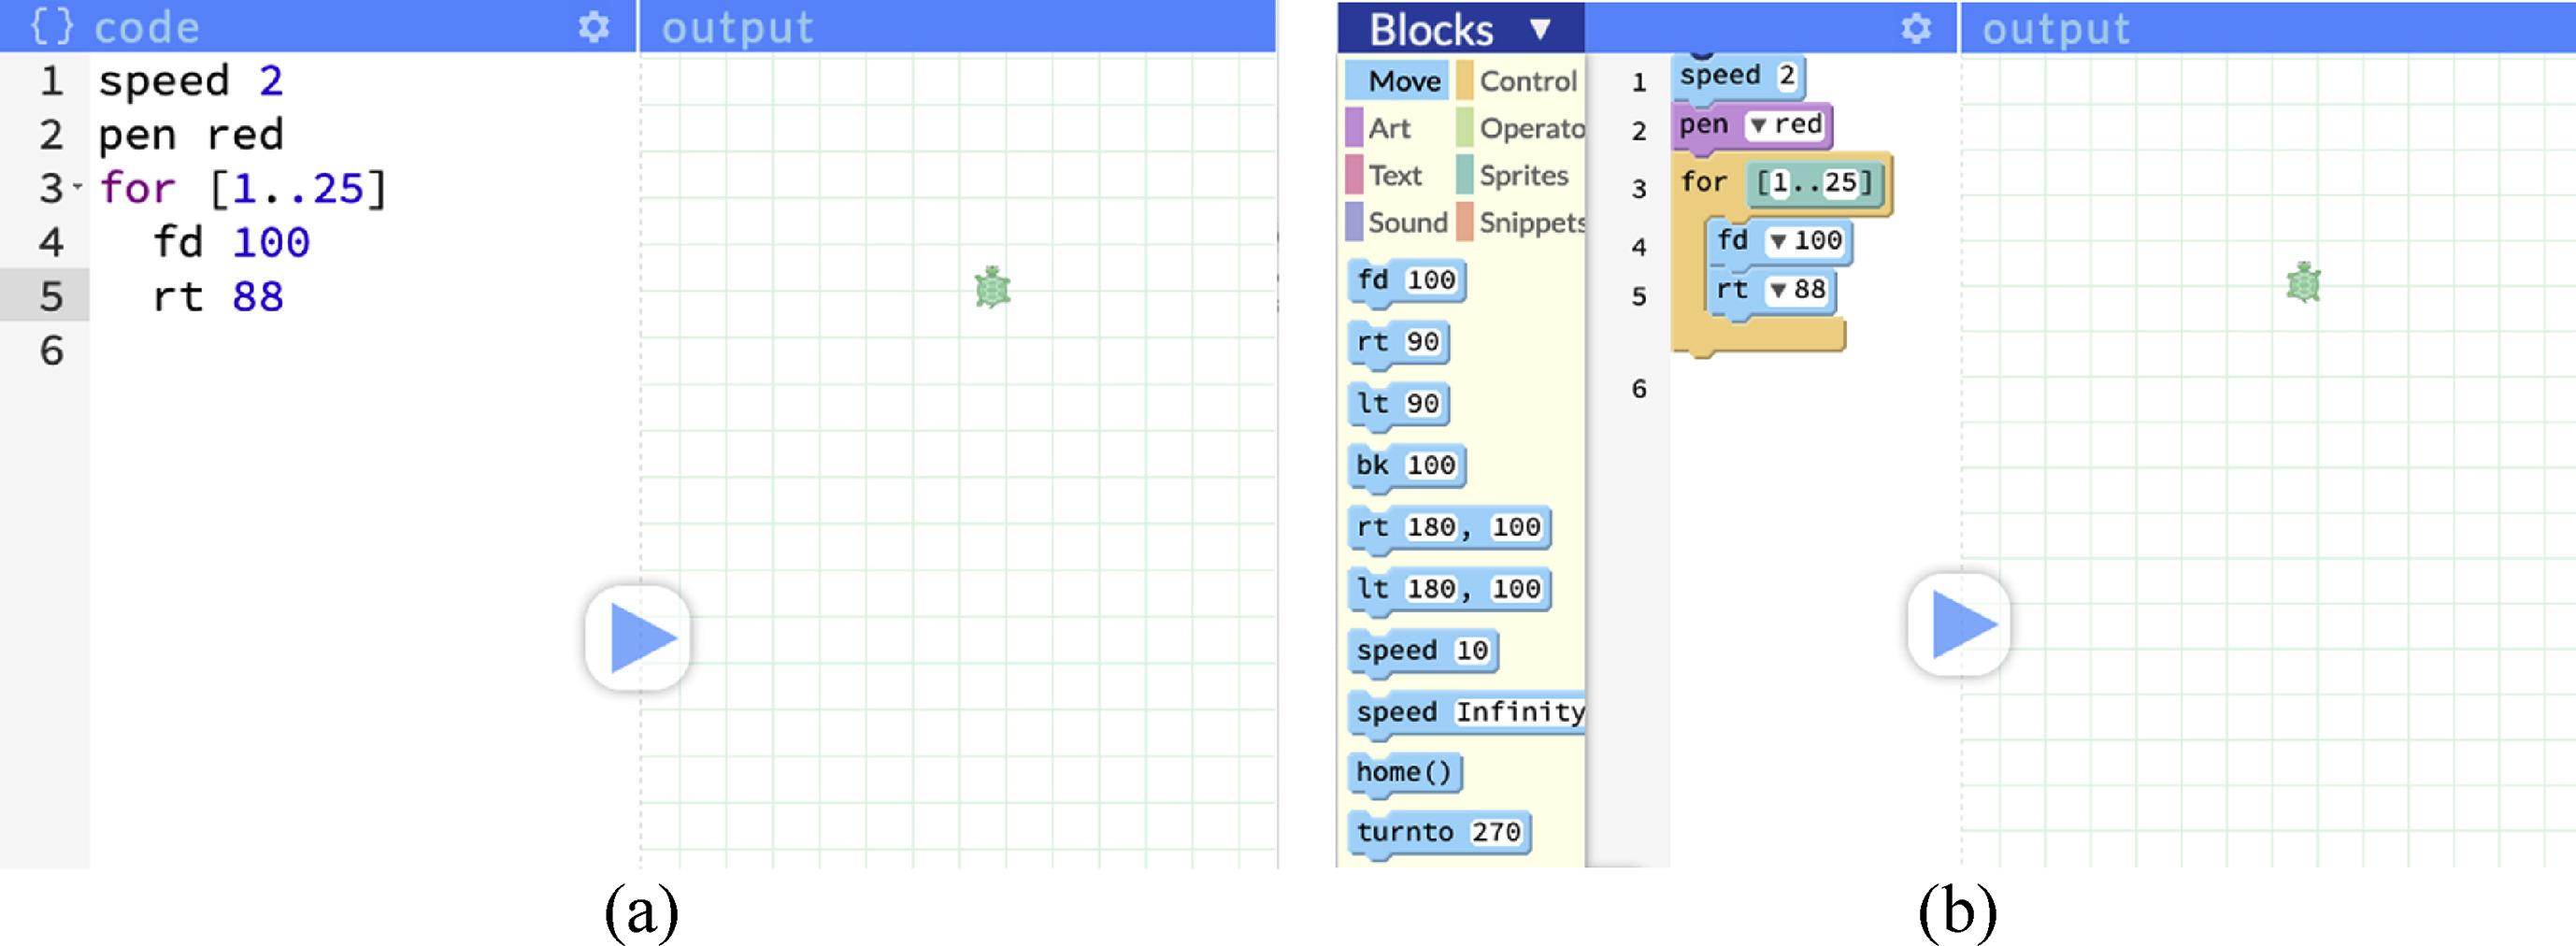 {} code
output
1 speed 2
2 pen red
3 for [1..25]
4 fd 100
5 rt 88
6
(a)
Blocks ▼
output
Move Control
Art Operato
Text Sprites
Sound Snippets
fd 100
rt 90
lt 90
bk 100
rt 180, 100
lt 180, 100
speed 10
speed Infinity
home()
turnto 270
1 speed 2
2 pen ▼ red
3 for [1..25]
4 fd ▼ 100
5 rt ▼ 88
6
(b)